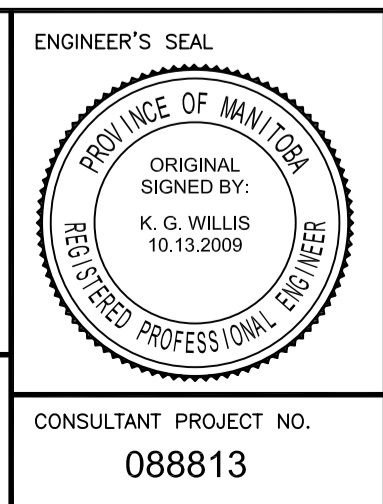 ENGINEER'S SEAL
PROVINCE OF MANITOBA
ORIGINAL
SIGNED BY:
K. G. WILLIS
10.13.2009
REGISTERED PROFESSIONAL ENGINEER
CONSULTANT PROJECT NO.
088813